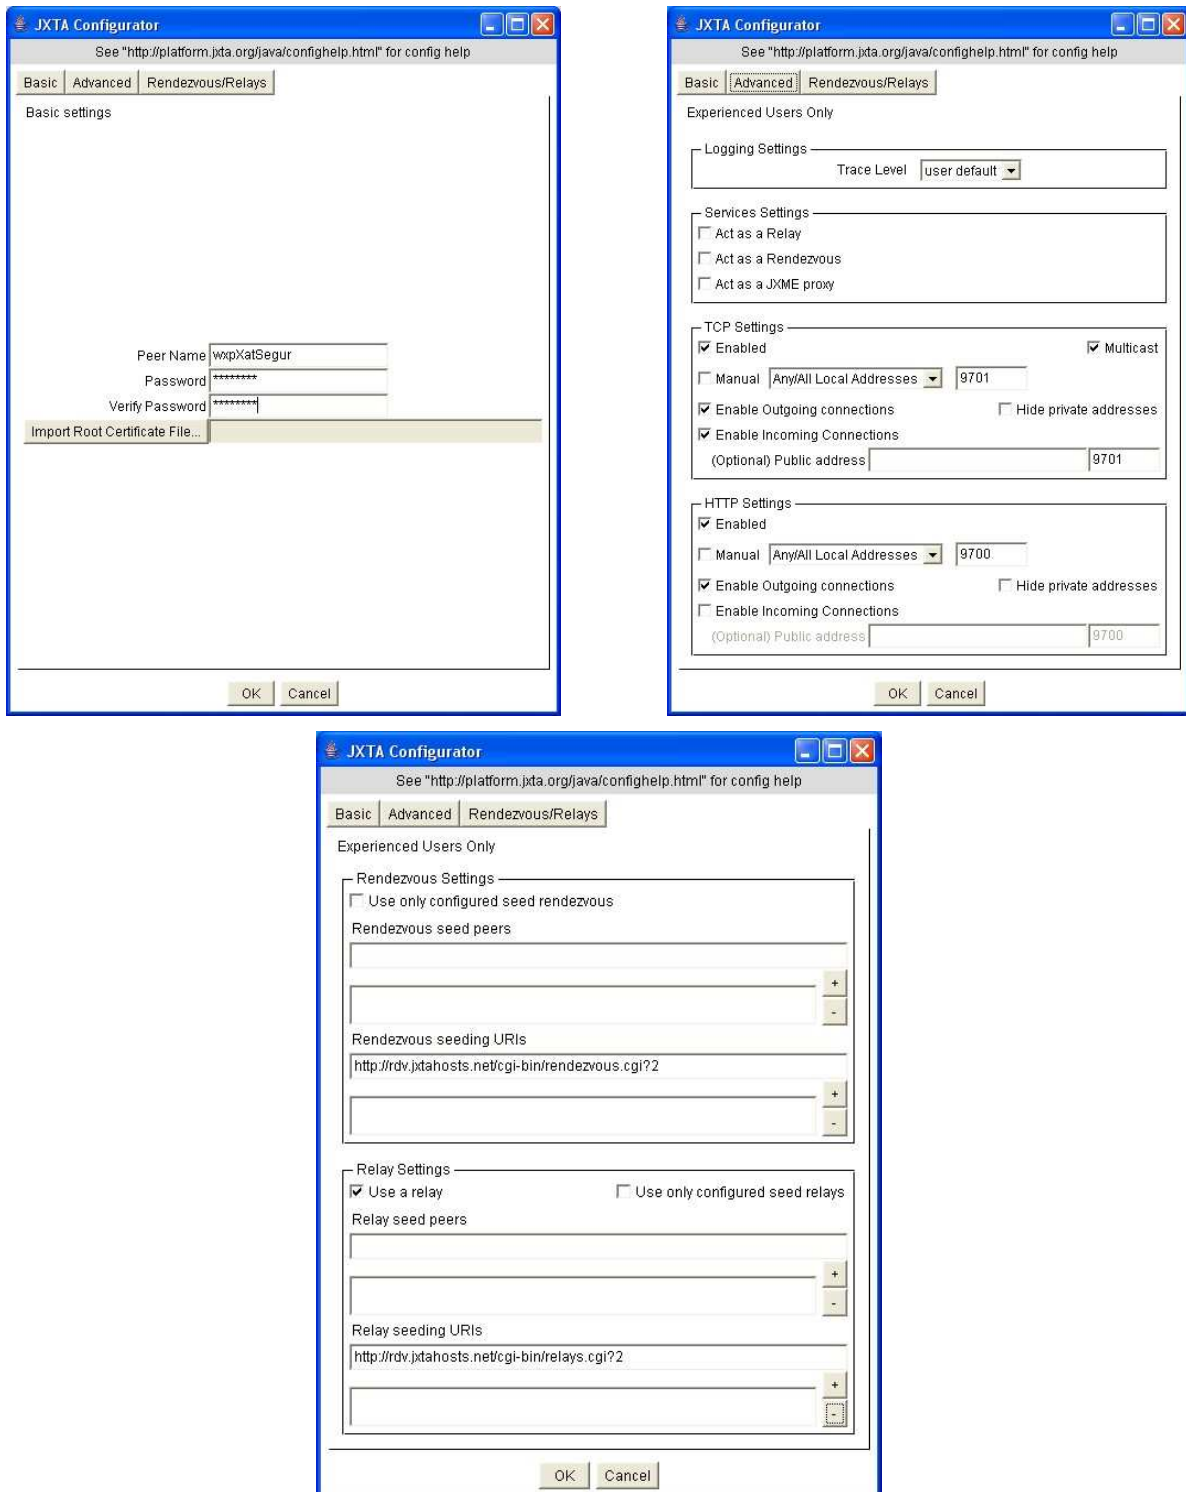 JXTA Configurator
See "http://platform.jxta.org/java/confighelp.html" for config help
Basic Advanced Rendezvous/Relays
Basic settings
Peer Name wxpXatSegur
Password ********
Verify Password ********
Import Root Certificate File...
OK Cancel
JXTA Configurator
See "http://platform.jxta.org/java/confighelp.html" for config help
Basic Advanced Rendezvous/Relays
Experienced Users Only
Logging Settings
Trace Level user default
Services Settings
Act as a Relay
Act as a Rendezvous
Act as a JXME proxy
TCP Settings
Enabled Multicast
Manual Any/All Local Addresses 9701
Enable Outgoing connections Hide private addresses
Enable Incoming Connections
(Optional) Public address 9701
HTTP Settings
Enabled
Manual Any/All Local Addresses 9700
Enable Outgoing connections Hide private addresses
Enable Incoming Connections
(Optional) Public address 9700
OK Cancel
JXTA Configurator
See "http://platform.jxta.org/java/confighelp.html" for config help
Basic Advanced Rendezvous/Relays
Experienced Users Only
Rendezvous Settings
Use only configured seed rendezvous
Rendezvous seed peers
+
-
Rendezvous seeding URIs
http://rdv.jxtahosts.net/cgi-bin/rendezvous.cgi?2
+
-
Relay Settings
Use a relay Use only configured seed relays
Relay seed peers
+
-
Relay seeding URIs
http://rdv.jxtahosts.net/cgi-bin/relays.cgi?2
+
-
OK Cancel